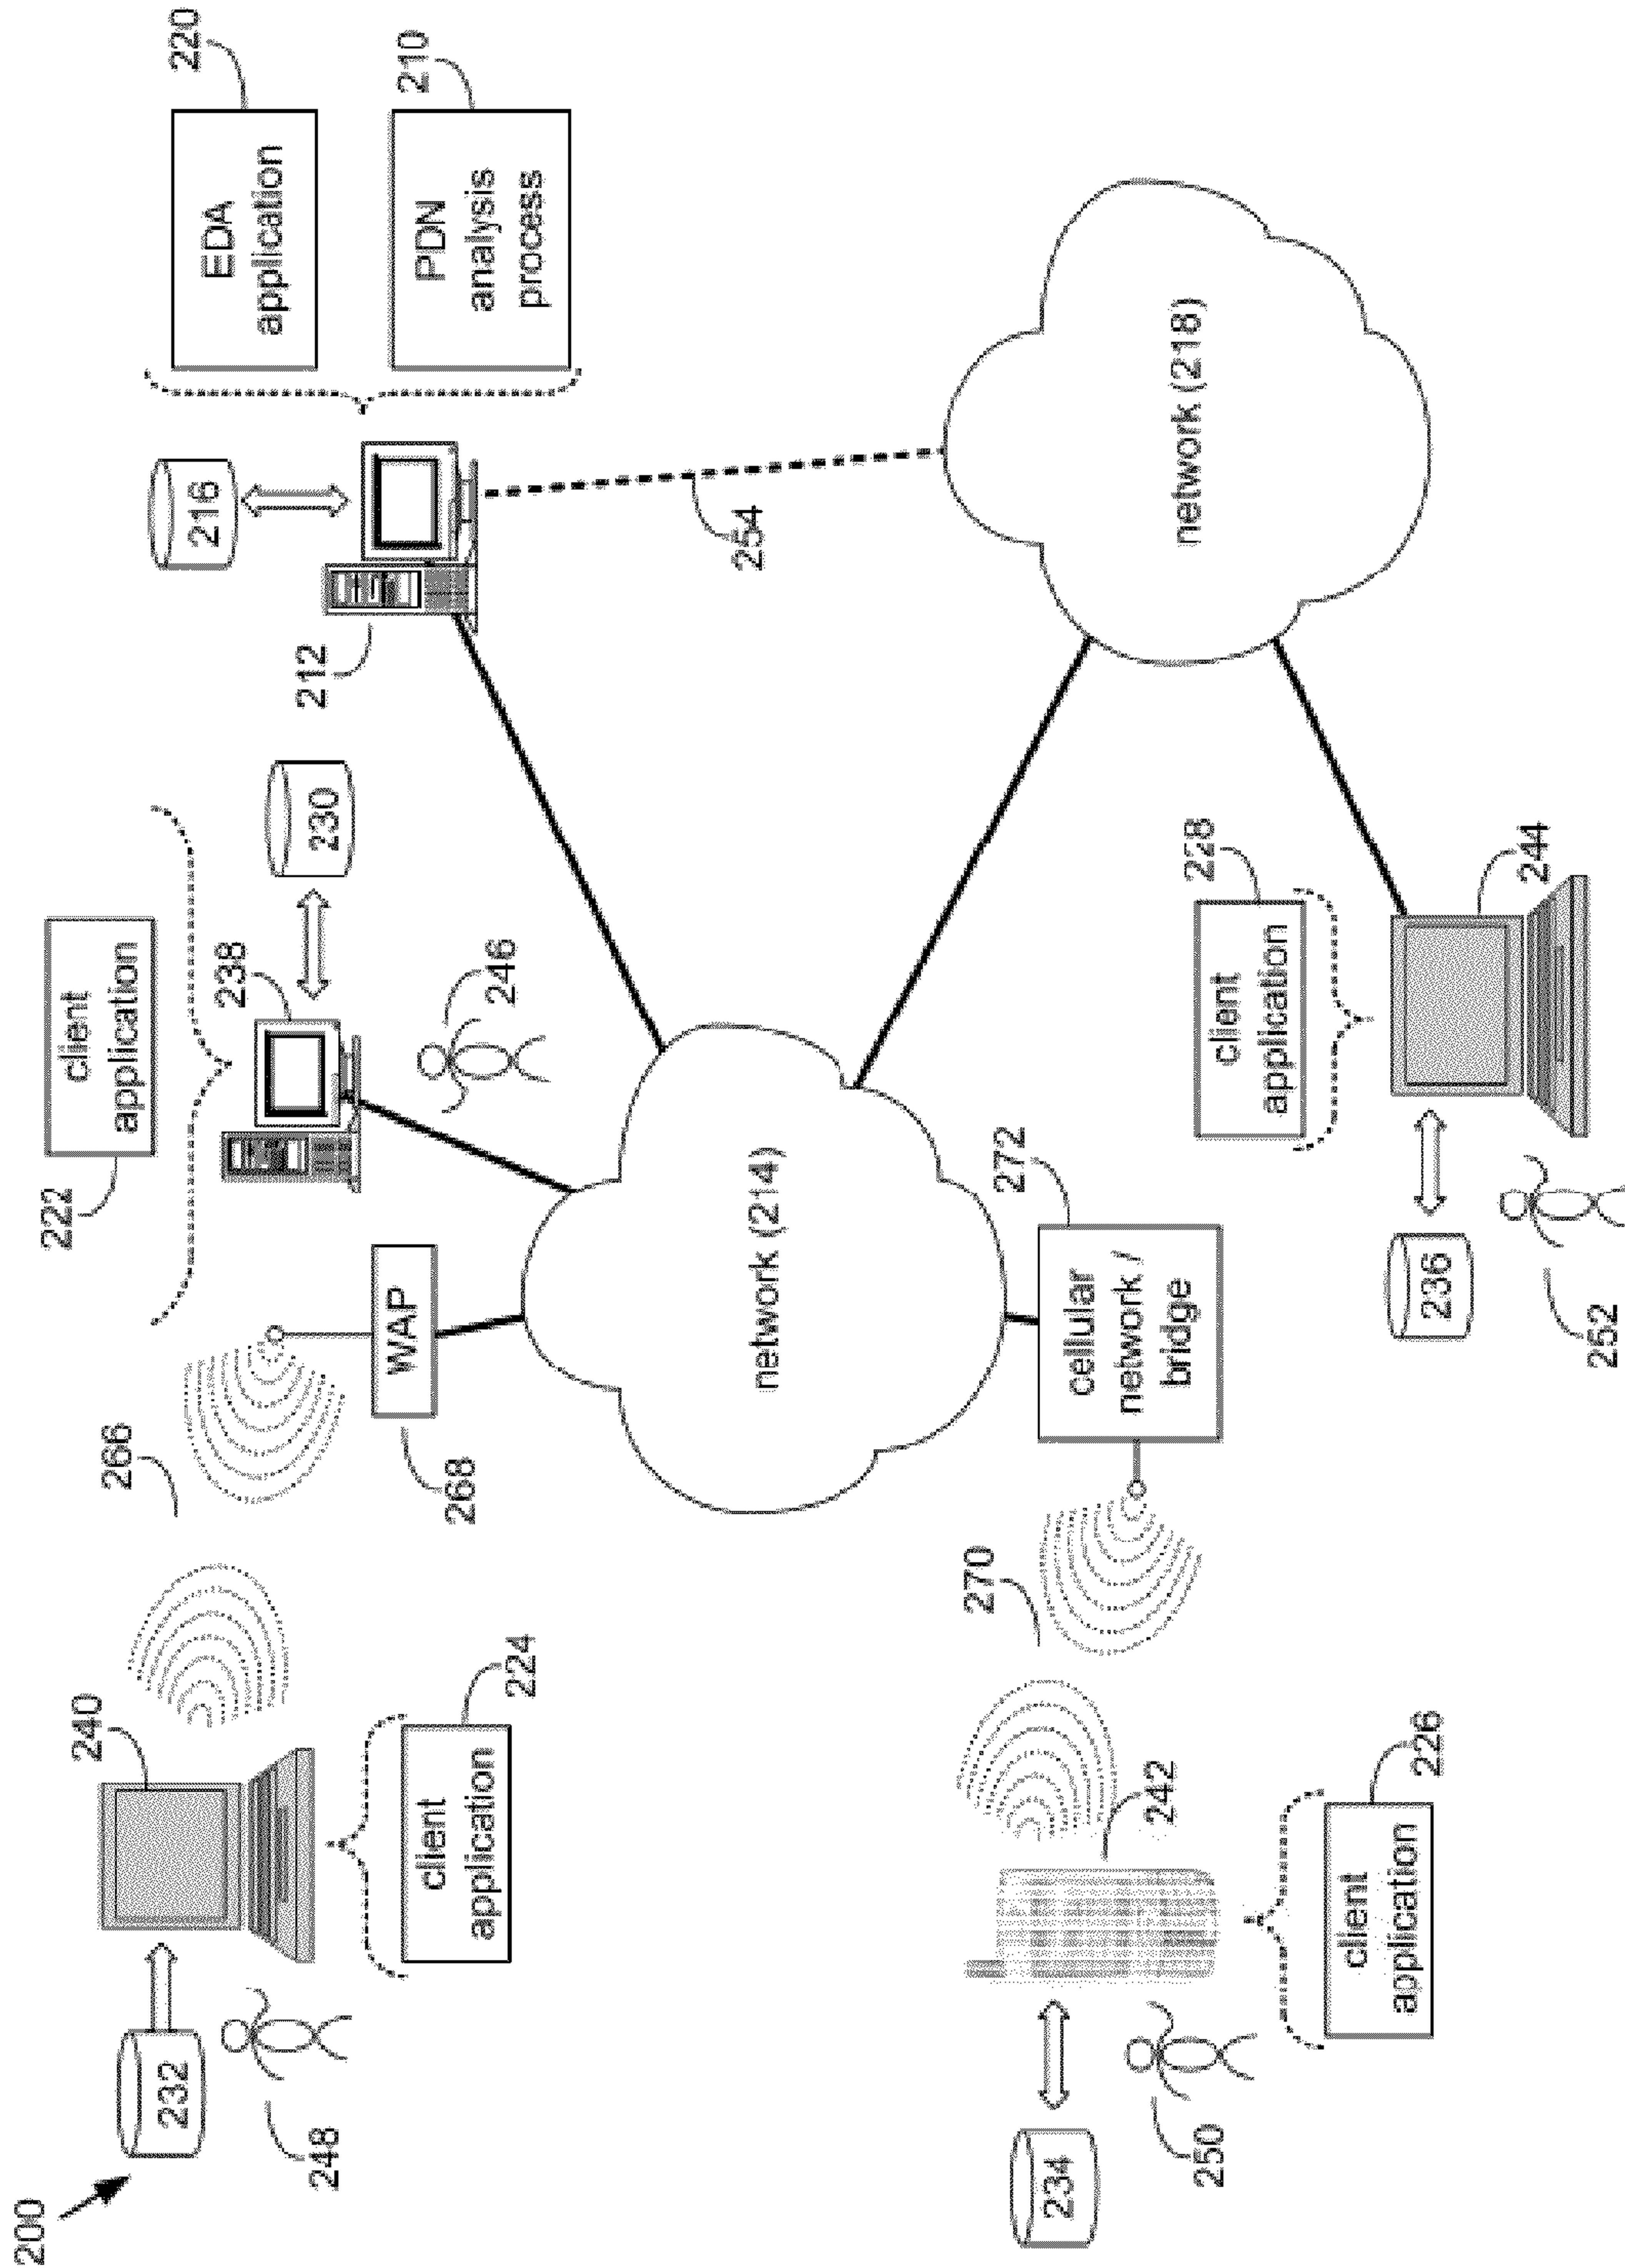 200
232
248
240
client
application
224
266
WAP
268
client
application
222
238
230
246
216
212
EDA
application
220
PDN
analysis
process
210
254
network (214)
network (218)
234
250
242
client
application
226
270
cellular
network /
bridge
272
client
application
228
236
252
244